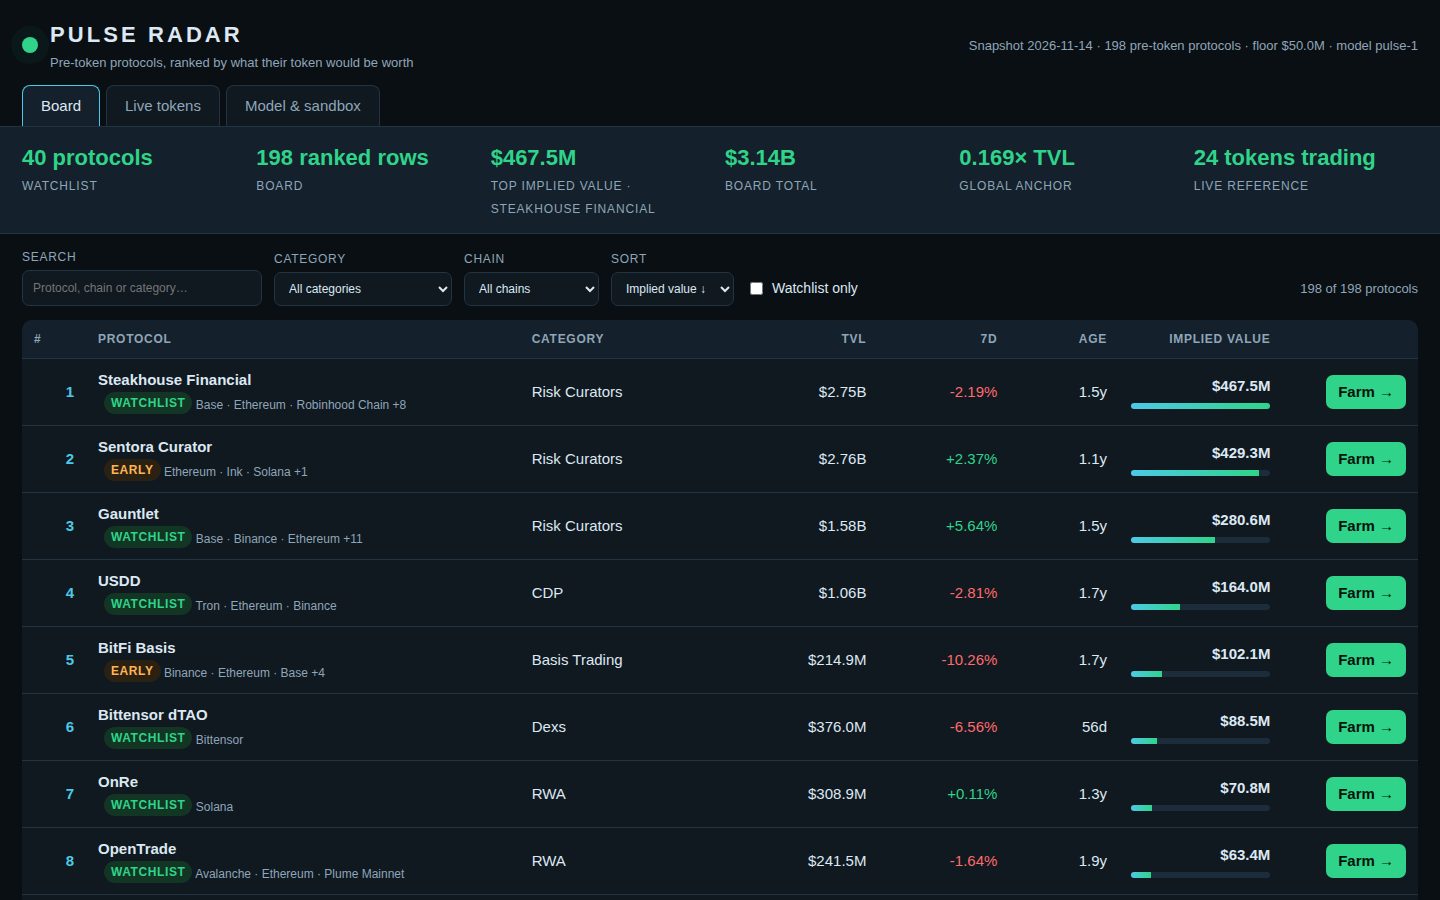 PULSE RADAR
Pre-token protocols, ranked by what their token would be worth
Snapshot 2026-11-14 · 198 pre-token protocols · floor $50.0M · model pulse-1
Board
Live tokens
Model & sandbox
40 protocols
WATCHLIST
198 ranked rows
BOARD
$467.5M
TOP IMPLIED VALUE ·
STEAKHOUSE FINANCIAL
$3.14B
BOARD TOTAL
0.169× TVL
GLOBAL ANCHOR
24 tokens trading
LIVE REFERENCE
SEARCH
Protocol, chain or category…
CATEGORY
All categories
CHAIN
All chains
SORT
Implied value ↓
Watchlist only
198 of 198 protocols
# PROTOCOL CATEGORY TVL 7D AGE IMPLIED VALUE
1 Steakhouse Financial Risk Curators $2.75B -2.19% 1.5y $467.5M Farm →
WATCHLIST Base · Ethereum · Robinhood Chain +8
2 Sentora Curator Risk Curators $2.76B +2.37% 1.1y $429.3M Farm →
EARLY Ethereum · Ink · Solana +1
3 Gauntlet Risk Curators $1.58B +5.64% 1.5y $280.6M Farm →
WATCHLIST Base · Binance · Ethereum +11
4 USDD CDP $1.06B -2.81% 1.7y $164.0M Farm →
WATCHLIST Tron · Ethereum · Binance
5 BitFi Basis Basis Trading $214.9M -10.26% 1.7y $102.1M Farm →
EARLY Binance · Ethereum · Base +4
6 Bittensor dTAO Dexs $376.0M -6.56% 56d $88.5M Farm →
WATCHLIST Bittensor
7 OnRe RWA $308.9M +0.11% 1.3y $70.8M Farm →
WATCHLIST Solana
8 OpenTrade RWA $241.5M -1.64% 1.9y $63.4M Farm →
WATCHLIST Avalanche · Ethereum · Plume Mainnet